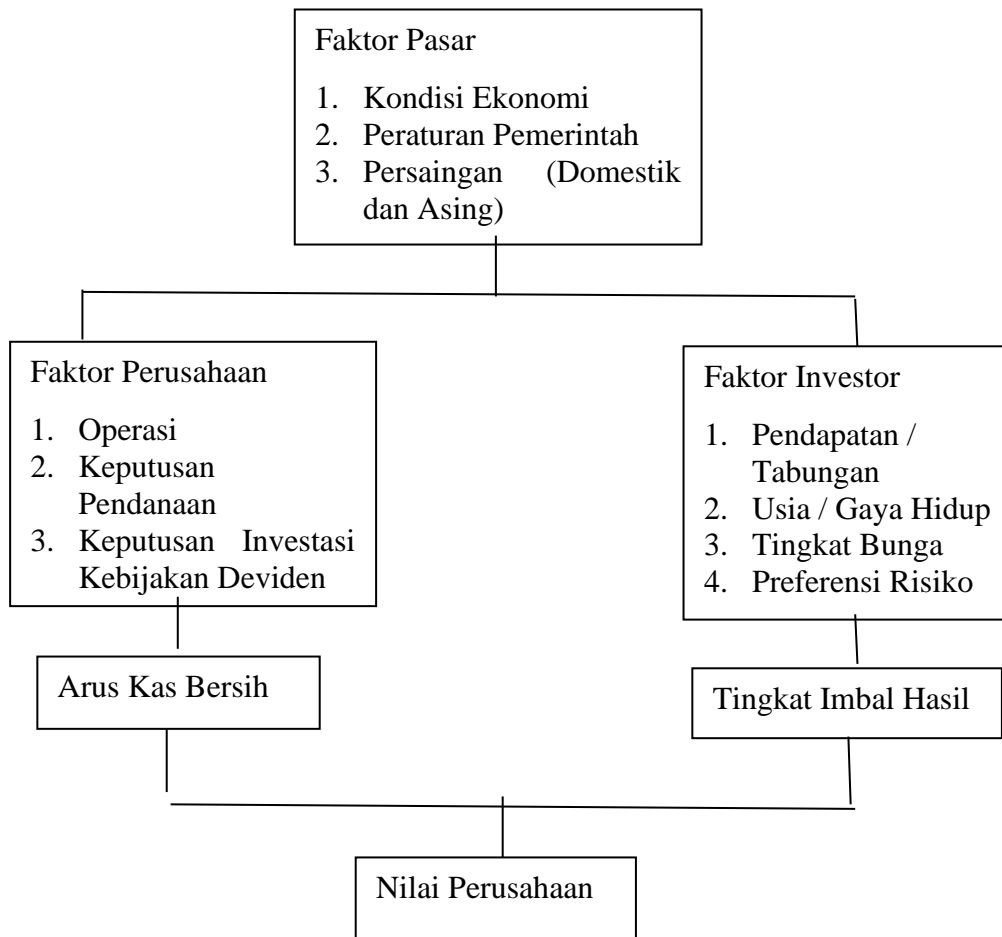 Faktor Pasar
1. Kondisi Ekonomi
2. Peraturan Pemerintah
3. Persaingan (Domestik
dan Asing)
Faktor Perusahaan
1. Operasi
2. Keputusan
Pendanaan
3. Keputusan Investasi
Kebijakan Deviden
Faktor Investor
1. Pendapatan /
Tabungan
2. Usia / Gaya Hidup
3. Tingkat Bunga
4. Preferensi Risiko
Arus Kas Bersih
Tingkat Imbal Hasil
Nilai Perusahaan